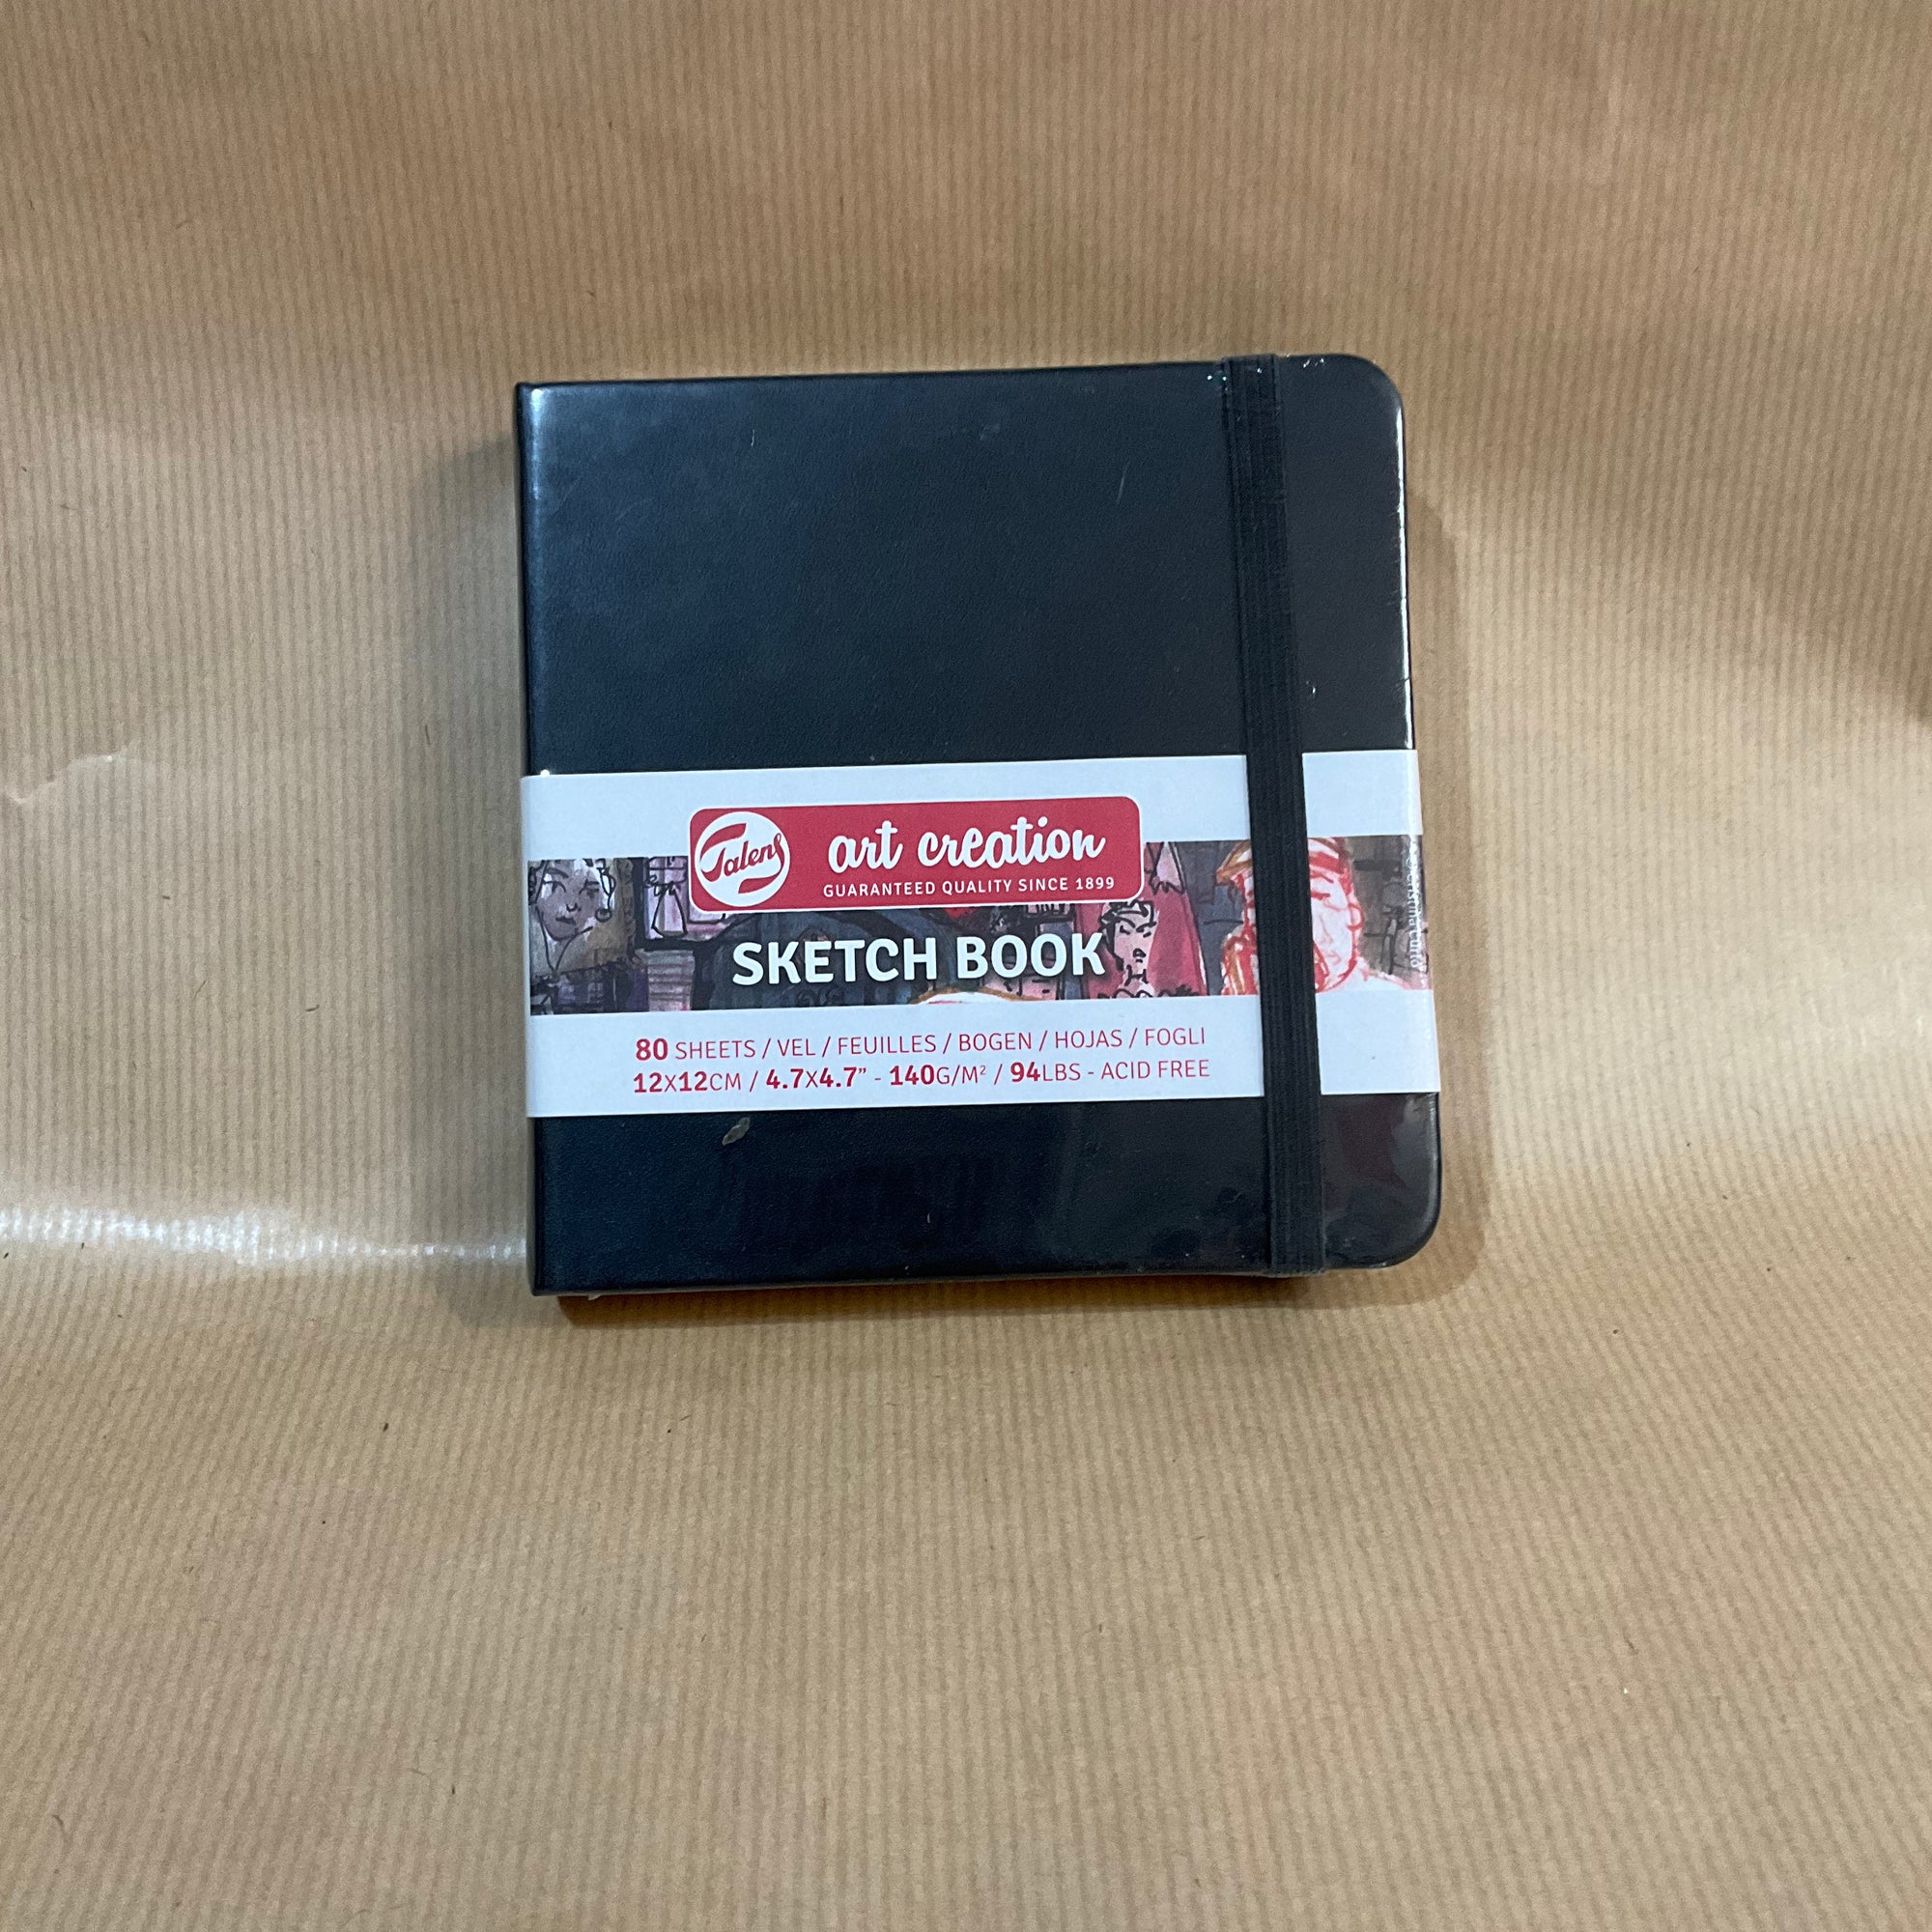 Talens
art creation
GUARANTEED QUALITY SINCE 1899
SKETCH BOOK
80 SHEETS / VEL / FEUILLES / BOGEN / HOJAS / FOGLI
12X12CM / 4.7X4.7” - 140G/M² / 94LBS - ACID FREE